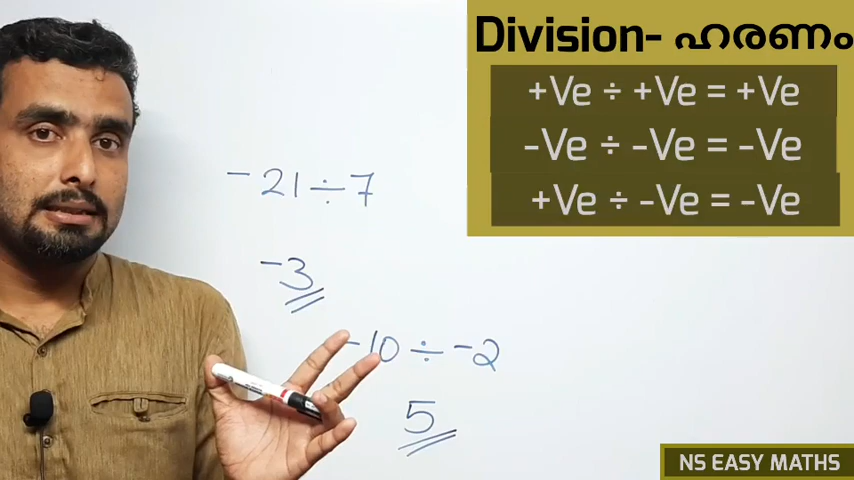 Division- ഹരണം
+Ve ÷ +Ve = +Ve
-Ve ÷ -Ve = -Ve
+Ve ÷ -Ve = -Ve
-21÷7
-3
-10 ÷ -2
5
NS EASY MATHS